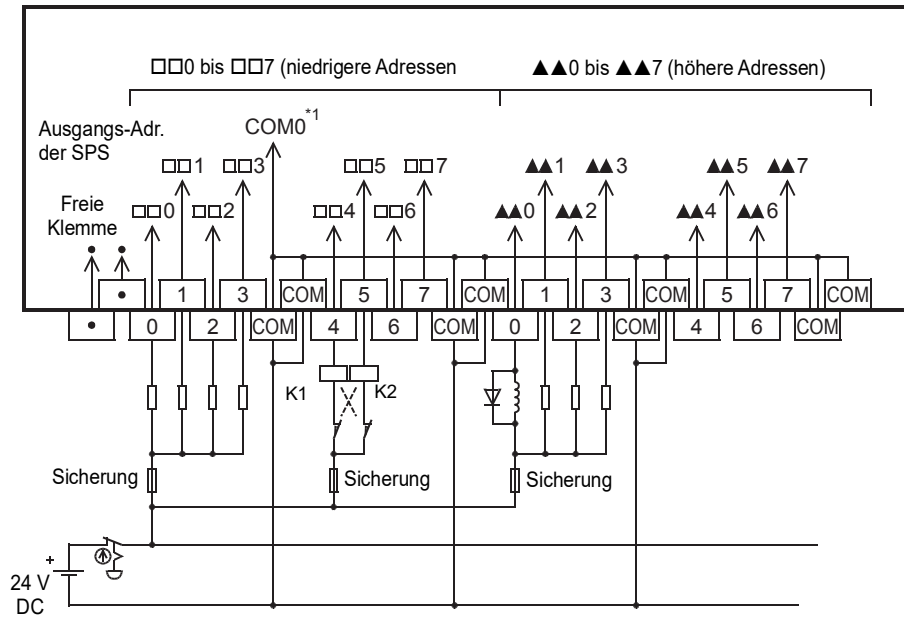 □□0 bis □□7 (niedrigere Adressen
▲▲0 bis ▲▲7 (höhere Adressen)
Ausgangs-Adr.
der SPS
COM0*1
□□1 □□3 □□5 □□7 ▲▲1 ▲▲3 ▲▲5 ▲▲7
Freie
Klemme
□□0 □□2 □□4 □□6 ▲▲0 ▲▲2 ▲▲4 ▲▲6
• •
• 1 3 COM 5 7 COM 1 3 COM 5 7 COM
• 0 2 COM 4 6 COM 0 2 COM 4 6 COM
K1 K2
Sicherung Sicherung Sicherung
+
24 V
DC